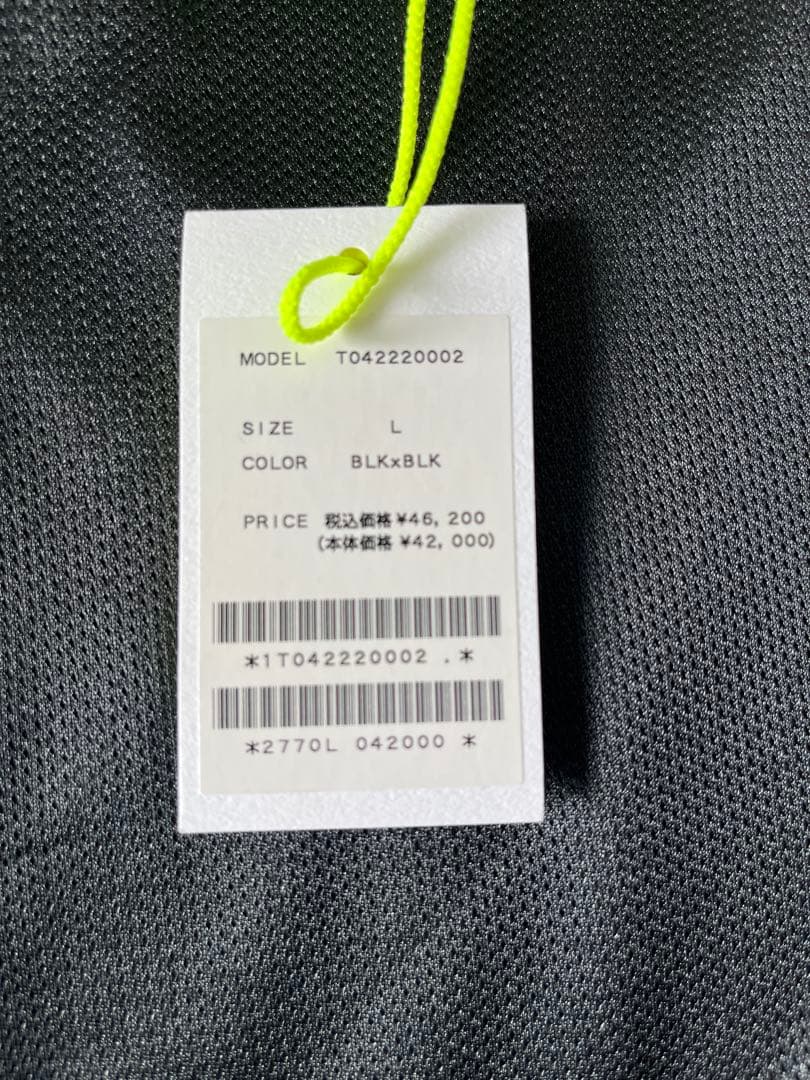 MODEL T042220002
SIZE L
COLOR BLKxBLK
PRICE 税込価格 ¥46, 200
(本体価格 ¥42, 000)
*1T042220002 .*
*2770L 042000 *